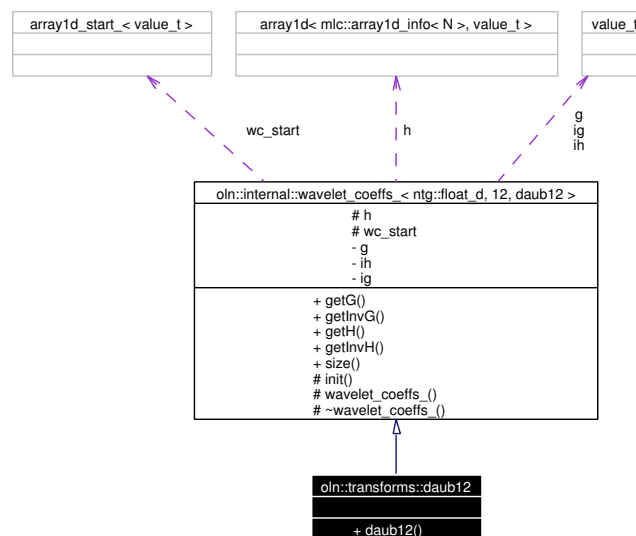 array1d_start_< value_t >
array1d< mlc::array1d_info< N >, value_t >
value_t
wc_start
h
g
ig
ih
oln::internal::wavelet_coeffs_< ntg::float_d, 12, daub12 >
# h
# wc_start
- g
- ih
- ig
+ getG()
+ getInvG()
+ getH()
+ getInvH()
+ size()
# init()
# wavelet_coeffs_()
# ~wavelet_coeffs_()
oln::transforms::daub12
+ daub12()